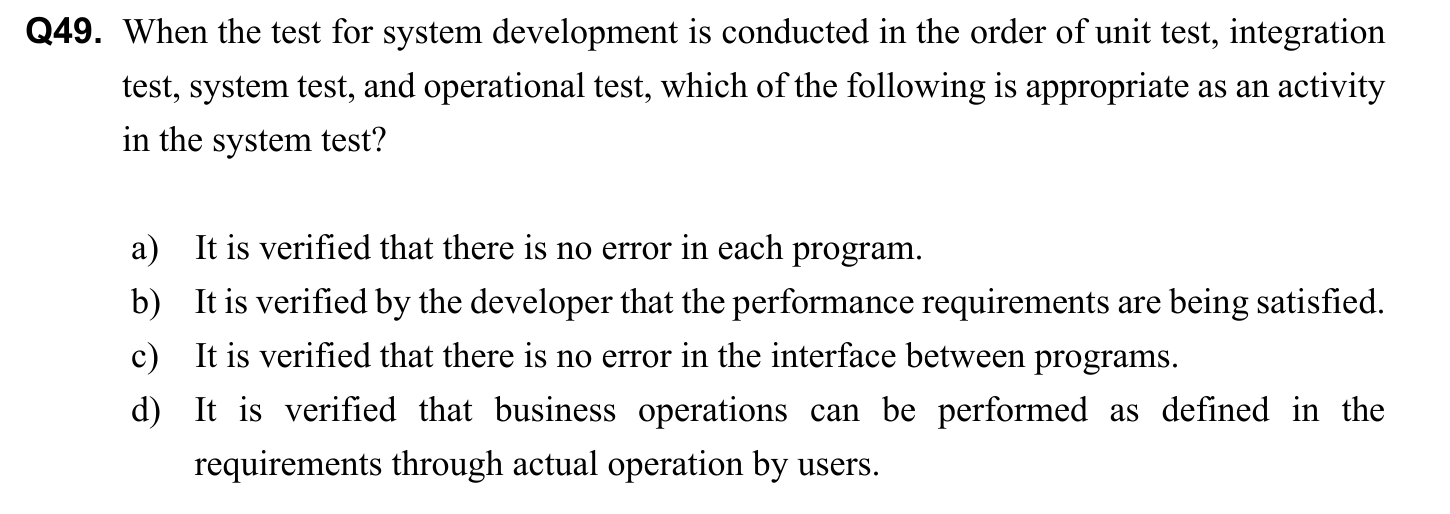 Q49. When the test for system development is conducted in the order of unit test, integration
test, system test, and operational test, which of the following is appropriate as an activity
in the system test?
a) It is verified that there is no error in each program.
b) It is verified by the developer that the performance requirements are being satisfied.
c) It is verified that there is no error in the interface between programs.
d) It is verified that business operations can be performed as defined in the
requirements through actual operation by users.